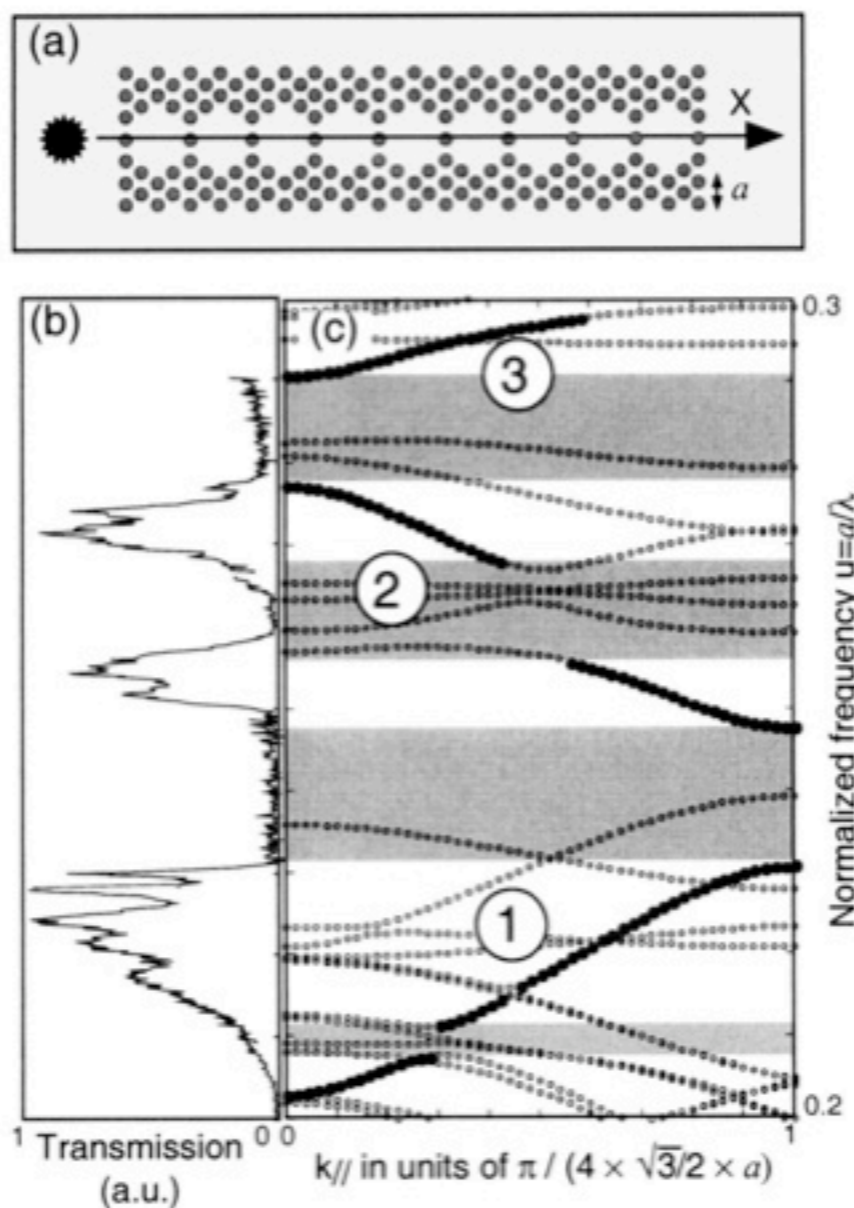 (a)
X
a
(b)
(c)
0.3
3
2
1
Normalized frequency u=a/λ
0.2
1
0
0
1
Transmission
(a.u.)
k// in units of π / (4 × √3/2 × a)